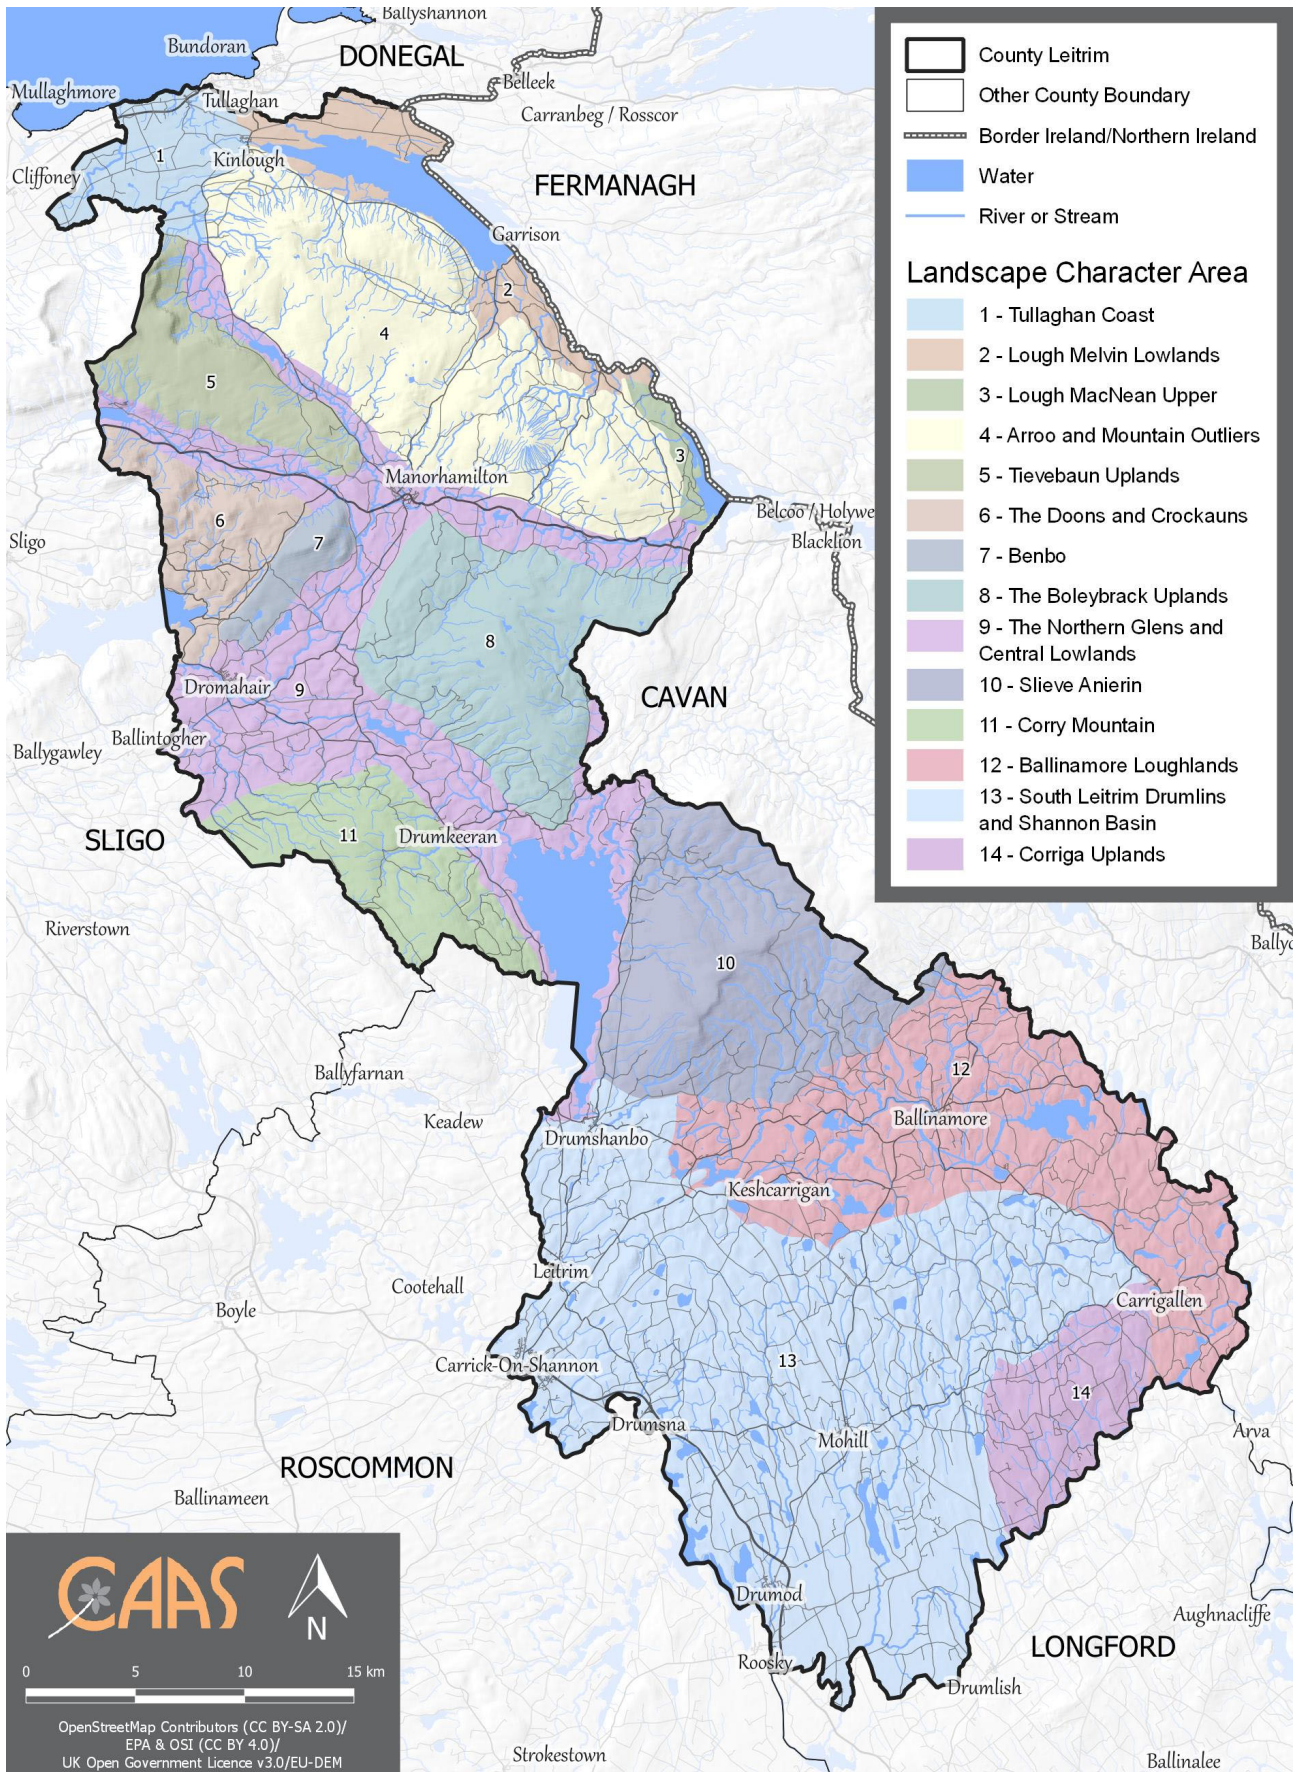 Ballyshannon
Bundoran
DONEGAL
Mullaghmore
Tullaghan
Belleek
Carranbeg / Rosscor
1
Kinlough
Cliffoney
FERMANAGH
Garrison
2
4
5
3
Manorhamilton
Belcoo / Holywe
Blacklion
6
Sligo
7
8
Dromahair
9
CAVAN
Ballintogher
Ballygawley
SLIGO
11
Drumkeeran
Riverstown
Ballyc
10
Ballyfarnan
12
Keadew
Ballinamore
Drumshanbo
Keshcarrigan
Leitrim
Cootehall
Carrigallen
Boyle
Carrick-On-Shannon
13
14
Drumsna
Mohill
Arva
ROSCOMMON
Ballinameen
Drumod
Aughnacliffe
LONGFORD
Roosky
Drumlish
Strokestown
Ballinalee
County Leitrim
Other County Boundary
Border Ireland/Northern Ireland
Water
River or Stream
Landscape Character Area
1 - Tullaghan Coast
2 - Lough Melvin Lowlands
3 - Lough MacNean Upper
4 - Arroo and Mountain Outliers
5 - Tievebaun Uplands
6 - The Doons and Crockauns
7 - Benbo
8 - The Boleybrack Uplands
9 - The Northern Glens and
Central Lowlands
10 - Slieve Anierin
11 - Corry Mountain
12 - Ballinamore Loughlands
13 - South Leitrim Drumlins
and Shannon Basin
14 - Corriga Uplands
CAAS
N
0 5 10 15 km
OpenStreetMap Contributors (CC BY-SA 2.0)/
EPA & OSI (CC BY 4.0)/
UK Open Government Licence v3.0/EU-DEM